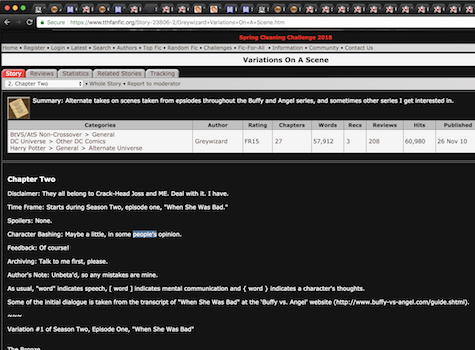 Secure https://www.tthfanfic.org/Story-23806-2/Greywizard+Variations+On+A+Scene.htm
Spring Cleaning Challenge 2018
Home • Register • Login • Latest • Search • Authors • Top Fic • Random Fic • Challenges • Fic-For-All • Information • Community • Contact Us
Variations On A Scene
Story Reviews Statistics Related Stories Tracking
2. Chapter Two • Whole Story • Report to moderator
Summary: Alternate takes on scenes taken from epsiodes throughout the Buffy and Angel series, and sometimes other series I get interested in.
Categories Author Rating Chapters Words Recs Reviews Hits Published
BtVS/AtS Non-Crossover > General
DC Universe > Other DC Comics
Harry Potter > General > Alternate Universe
Greywizard FR15 27 57,912 3 208 60,980 26 Nov 10
Chapter Two
Disclaimer: They all belong to Crack-Head Joss and ME. Deal with it. I have.
Time Frame: Starts during Season Two, episode one, "When She Was Bad."
Spoilers: None.
Character Bashing: Maybe a little, in some people's opinion.
Feedback: Of course!
Archiving: Talk to me first, please.
Author's Note: Unbeta'd, so any mistakes are mine.
As usual, "word" indicates speech, [ word ] indicates mental communication and { word } indicates a character's thoughts.
Some of the initial dialogue is taken from the transcript of "When She Was Bad" at the 'Buffy vs. Angel' website (http://www.buffy-vs-angel.com/guide.shtml).
~~~
Variation #1 of Season Two, Episode One, "When She Was Bad"
The Bronze